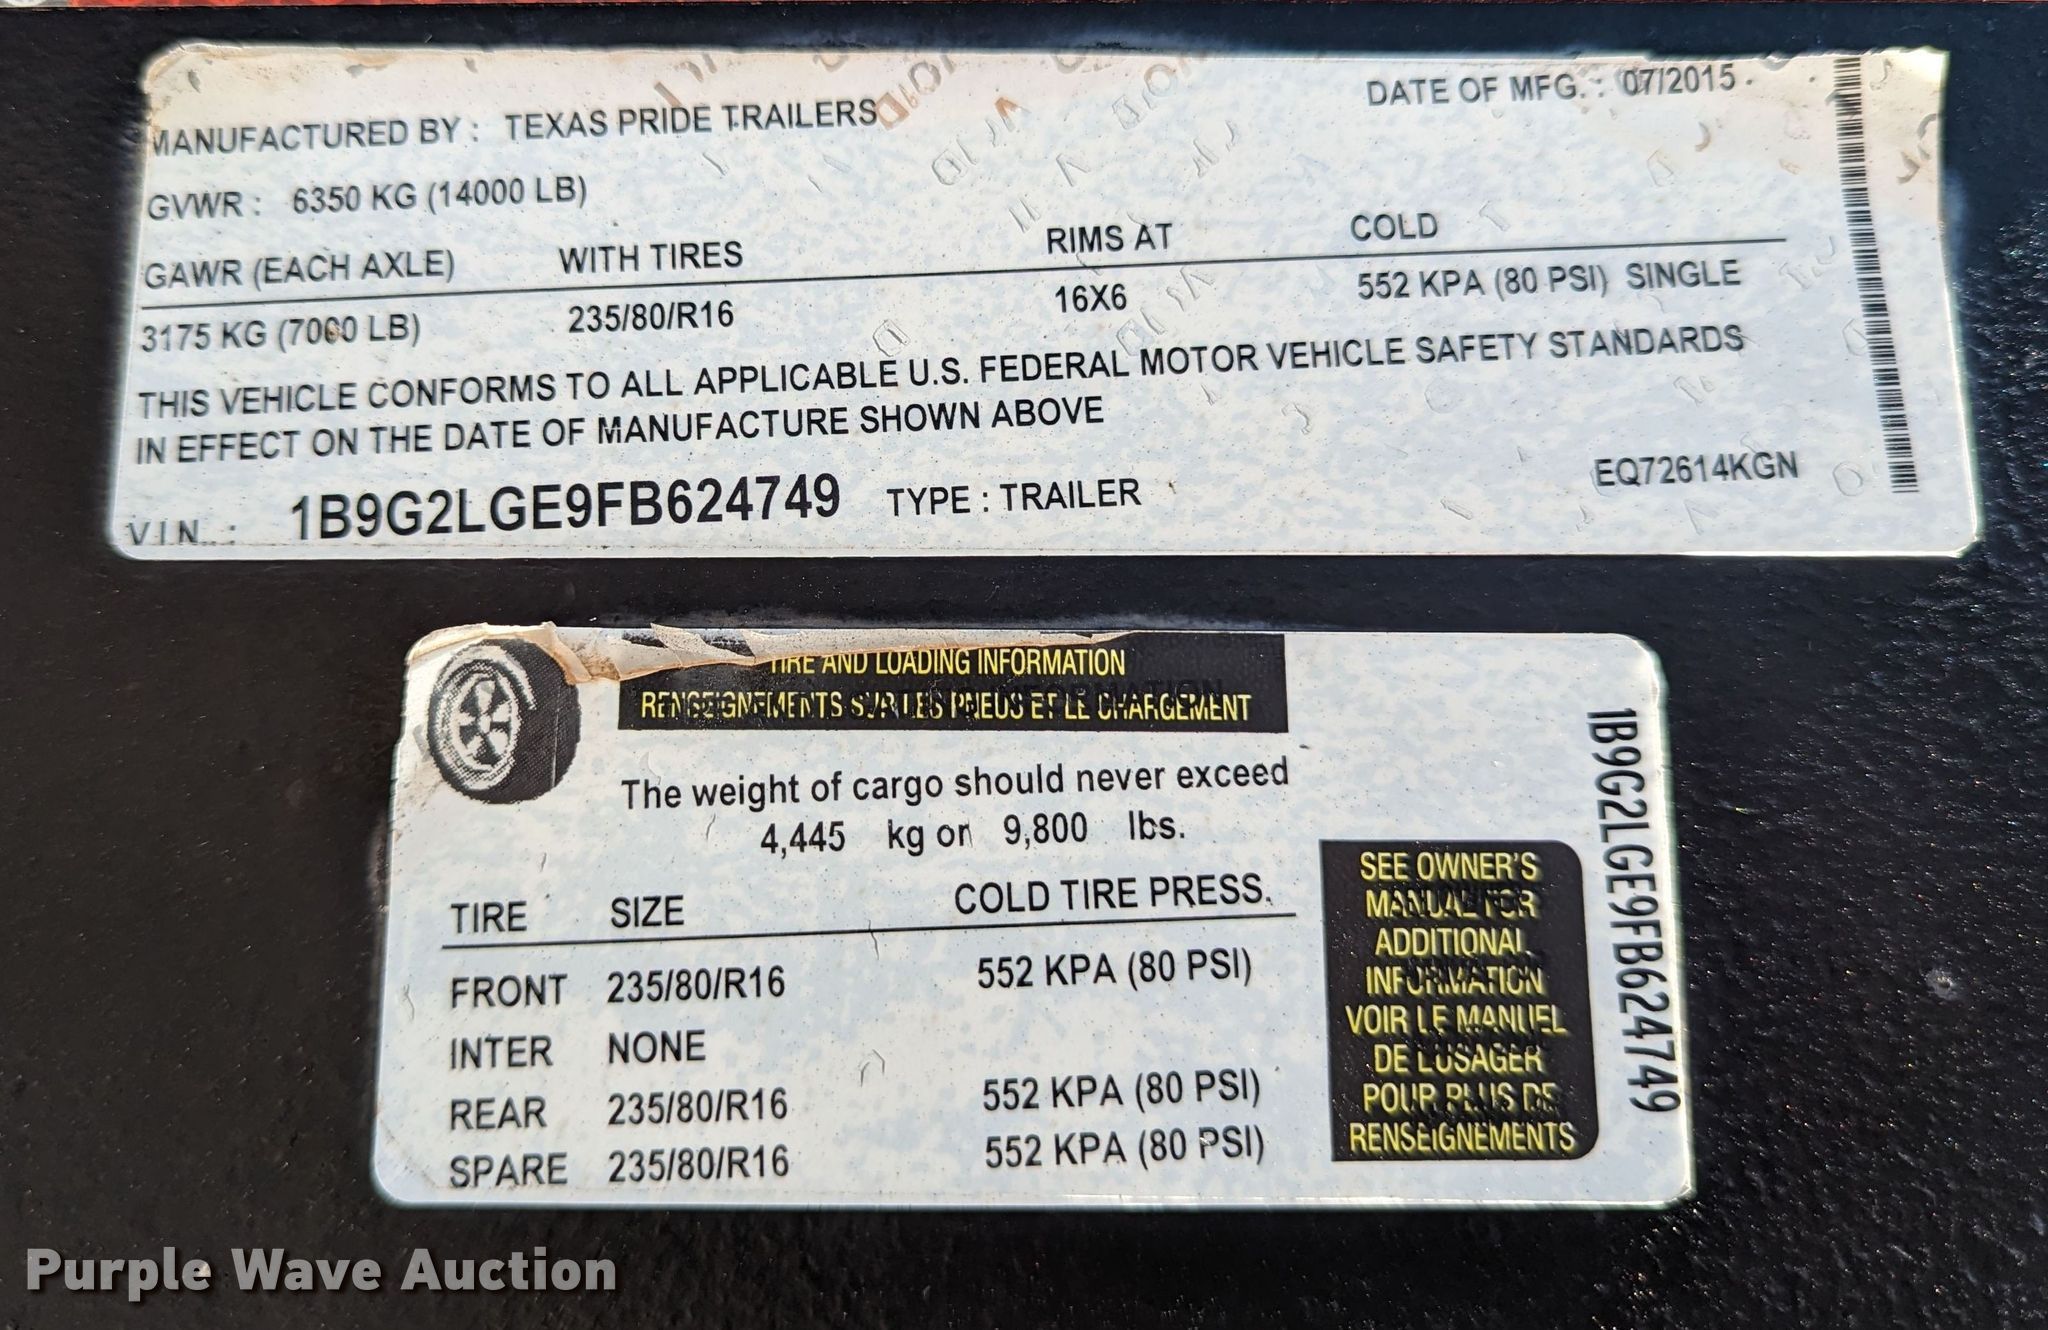 MANUFACTURED BY : TEXAS PRIDE TRAILERS
DATE OF MFG. : 07/2015
GVWR : 6350 KG (14000 LB)
GAWR (EACH AXLE) WITH TIRES RIMS AT COLD
3175 KG (7000 LB) 235/80/R16 16X6 552 KPA (80 PSI) SINGLE
THIS VEHICLE CONFORMS TO ALL APPLICABLE U.S. FEDERAL MOTOR VEHICLE SAFETY STANDARDS
IN EFFECT ON THE DATE OF MANUFACTURE SHOWN ABOVE
V.I.N. : 1B9G2LGE9FB624749 TYPE : TRAILER EQ72614KGN
TIRE AND LOADING INFORMATION
RENSEIGNEMENTS SUR LES PNEUS ET LE CHARGEMENT
The weight of cargo should never exceed
4,445 kg or 9,800 lbs.
TIRE SIZE COLD TIRE PRESS.
FRONT 235/80/R16 552 KPA (80 PSI)
INTER NONE
REAR 235/80/R16 552 KPA (80 PSI)
SPARE 235/80/R16 552 KPA (80 PSI)
SEE OWNER'S
MANUAL FOR
ADDITIONAL
INFORMATION
VOIR LE MANUEL
DE L'USAGER
POUR PLUS DE
RENSEIGNEMENTS
1B9G2LGE9FB624749
Purple Wave Auction